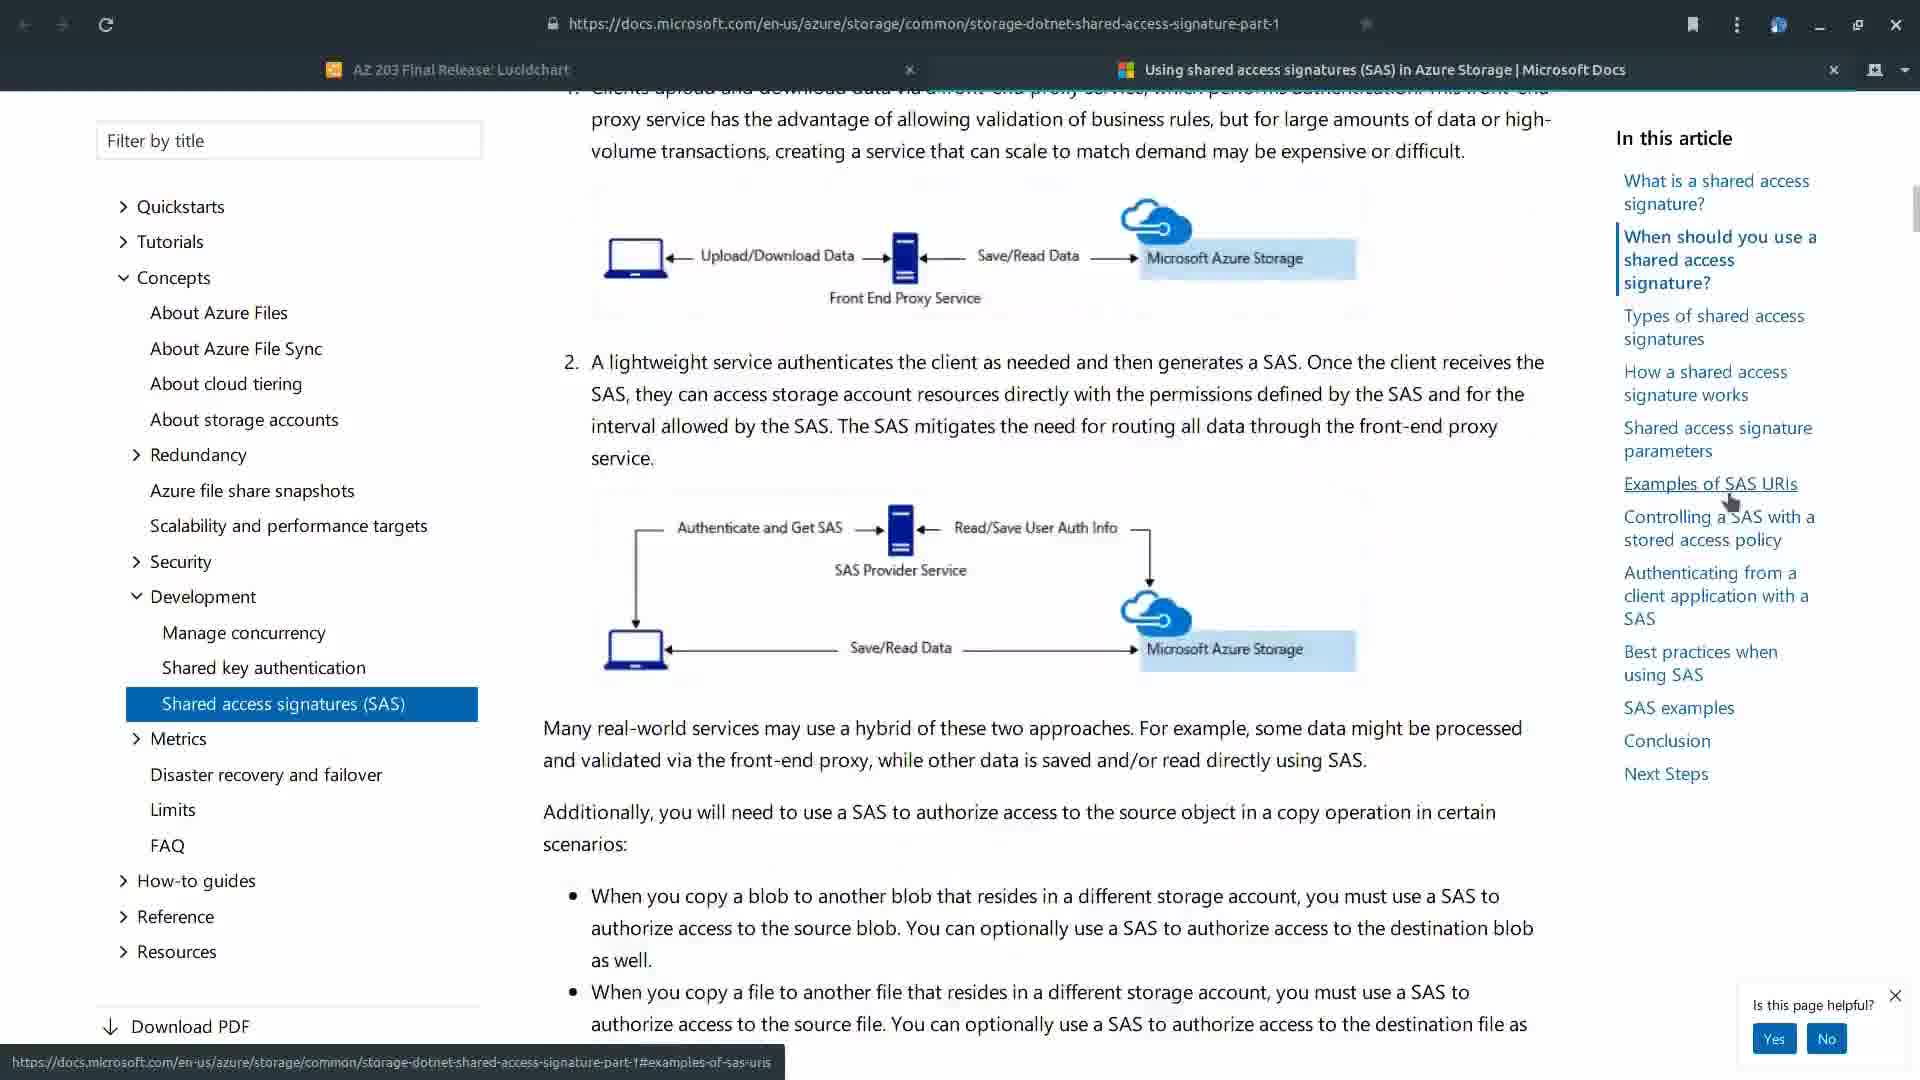 https://docs.microsoft.com/en-us/azure/storage/common/storage-dotnet-shared-access-signature-part-1
AZ 203 Final Release: Lucidchart
Using shared access signatures (SAS) in Azure Storage | Microsoft Docs
Filter by title
Quickstarts
Tutorials
Concepts
About Azure Files
About Azure File Sync
About cloud tiering
About storage accounts
Redundancy
Azure file share snapshots
Scalability and performance targets
Security
Development
Manage concurrency
Shared key authentication
Shared access signatures (SAS)
Metrics
Disaster recovery and failover
Limits
FAQ
How-to guides
Reference
Resources
Download PDF
1. Clients upload and download data via a front-end proxy service, which performs authentication. This front-end
proxy service has the advantage of allowing validation of business rules, but for large amounts of data or high-
volume transactions, creating a service that can scale to match demand may be expensive or difficult.
Upload/Download Data
Save/Read Data
Microsoft Azure Storage
Front End Proxy Service
2. A lightweight service authenticates the client as needed and then generates a SAS. Once the client receives the
SAS, they can access storage account resources directly with the permissions defined by the SAS and for the
interval allowed by the SAS. The SAS mitigates the need for routing all data through the front-end proxy
service.
Authenticate and Get SAS
Read/Save User Auth Info
SAS Provider Service
Save/Read Data
Microsoft Azure Storage
Many real-world services may use a hybrid of these two approaches. For example, some data might be processed
and validated via the front-end proxy, while other data is saved and/or read directly using SAS.
Additionally, you will need to use a SAS to authorize access to the source object in a copy operation in certain
scenarios:
• When you copy a blob to another blob that resides in a different storage account, you must use a SAS to
authorize access to the source blob. You can optionally use a SAS to authorize access to the destination blob
as well.
• When you copy a file to another file that resides in a different storage account, you must use a SAS to
authorize access to the source file. You can optionally use a SAS to authorize access to the destination file as
In this article
What is a shared access
signature?
When should you use a
shared access
signature?
Types of shared access
signatures
How a shared access
signature works
Shared access signature
parameters
Examples of SAS URIs
Controlling a SAS with a
stored access policy
Authenticating from a
client application with a
SAS
Best practices when
using SAS
SAS examples
Conclusion
Next Steps
Is this page helpful?
Yes
No
https://docs.microsoft.com/en-us/azure/storage/common/storage-dotnet-shared-access-signature-part-1#examples-of-sas-uris